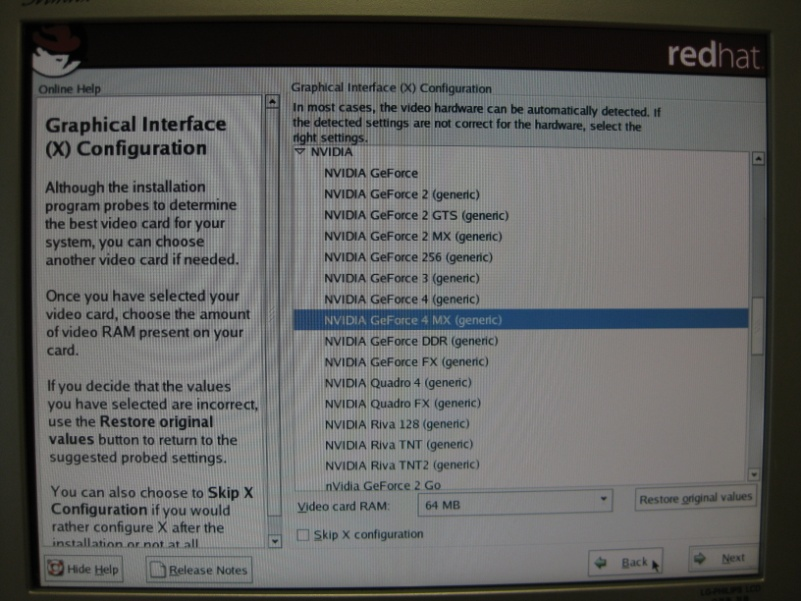 redhat.
Online Help
Graphical Interface
(X) Configuration
Although the installation
program probes to determine
the best video card for your
system, you can choose
another video card if needed.
Once you have selected your
video card, choose the amount
of video RAM present on your
card.
If you decide that the values
you have selected are incorrect,
use the Restore original
values button to return to the
suggested probed settings.
You can also choose to Skip X
Configuration if you would
rather configure X after the
installation or not at all
Graphical Interface (X) Configuration
In most cases, the video hardware can be automatically detected. If
the detected settings are not correct for the hardware, select the
right settings.
NVIDIA
NVIDIA GeForce
NVIDIA GeForce 2 (generic)
NVIDIA GeForce 2 GTS (generic)
NVIDIA GeForce 2 MX (generic)
NVIDIA GeForce 256 (generic)
NVIDIA GeForce 3 (generic)
NVIDIA GeForce 4 (generic)
NVIDIA GeForce 4 MX (generic)
NVIDIA GeForce DDR (generic)
NVIDIA GeForce FX (generic)
NVIDIA Quadro 4 (generic)
NVIDIA Quadro FX (generic)
NVIDIA Riva 128 (generic)
NVIDIA Riva TNT (generic)
NVIDIA Riva TNT2 (generic)
nVidia GeForce 2 Go
Video card RAM: 64 MB Restore original values
Skip X configuration
Hide Help Release Notes Back Next